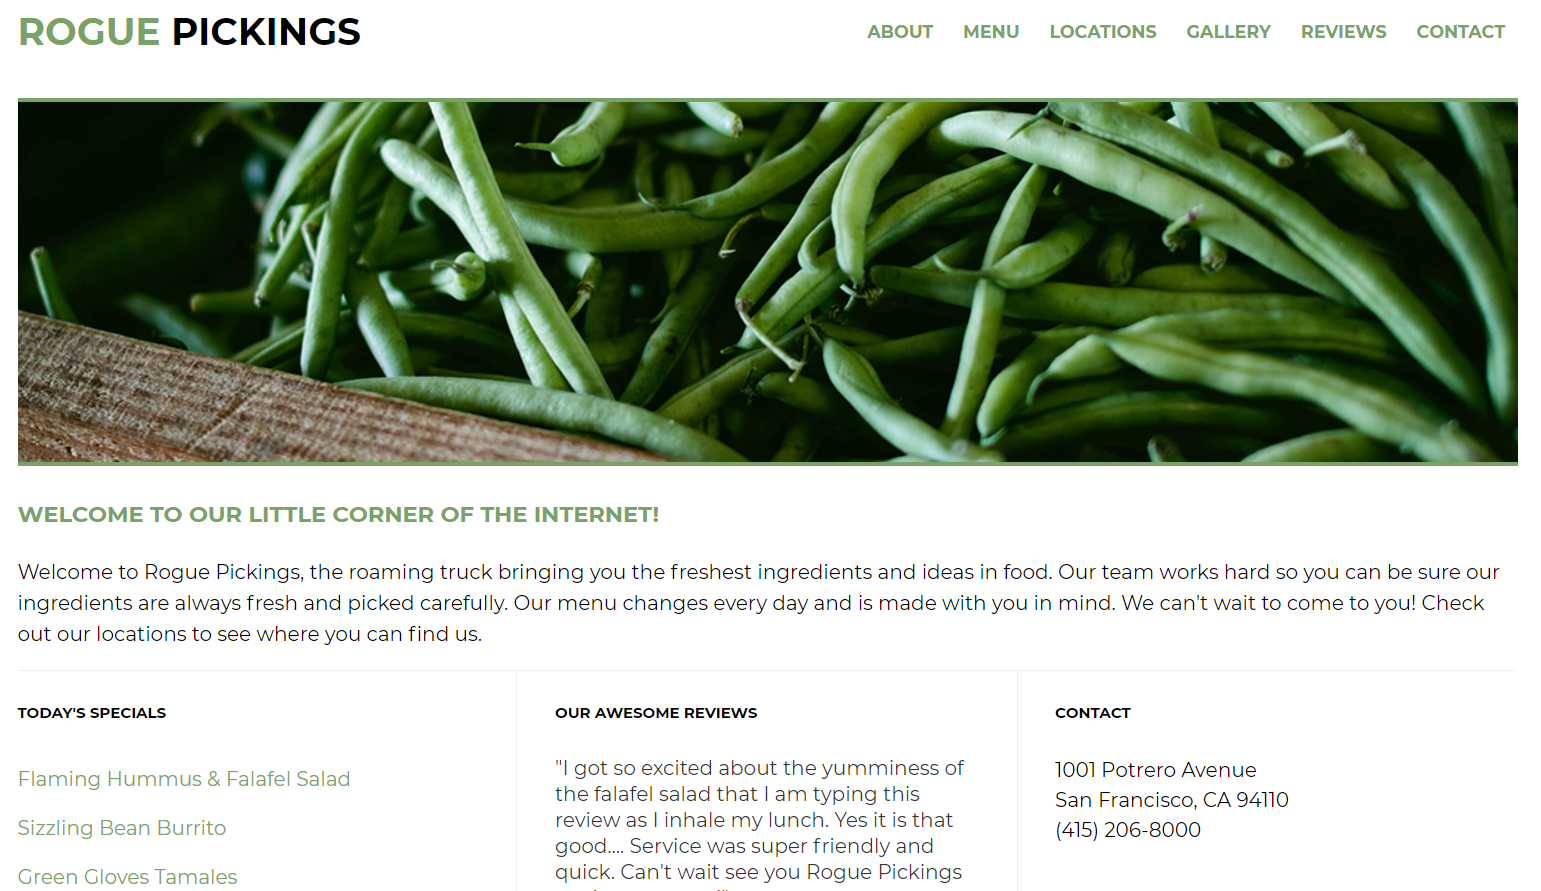 ROGUE PICKINGS
ABOUT MENU LOCATIONS GALLERY REVIEWS CONTACT
WELCOME TO OUR LITTLE CORNER OF THE INTERNET!
Welcome to Rogue Pickings, the roaming truck bringing you the freshest ingredients and ideas in food. Our team works hard so you can be sure our
ingredients are always fresh and picked carefully. Our menu changes every day and is made with you in mind. We can't wait to come to you! Check
out our locations to see where you can find us.
TODAY'S SPECIALS
Flaming Hummus & Falafel Salad
Sizzling Bean Burrito
Green Gloves Tamales
OUR AWESOME REVIEWS
"I got so excited about the yumminess of
the falafel salad that I am typing this
review as I inhale my lunch. Yes it is that
good.... Service was super friendly and
quick. Can't wait see you Rogue Pickings
CONTACT
1001 Potrero Avenue
San Francisco, CA 94110
(415) 206-8000